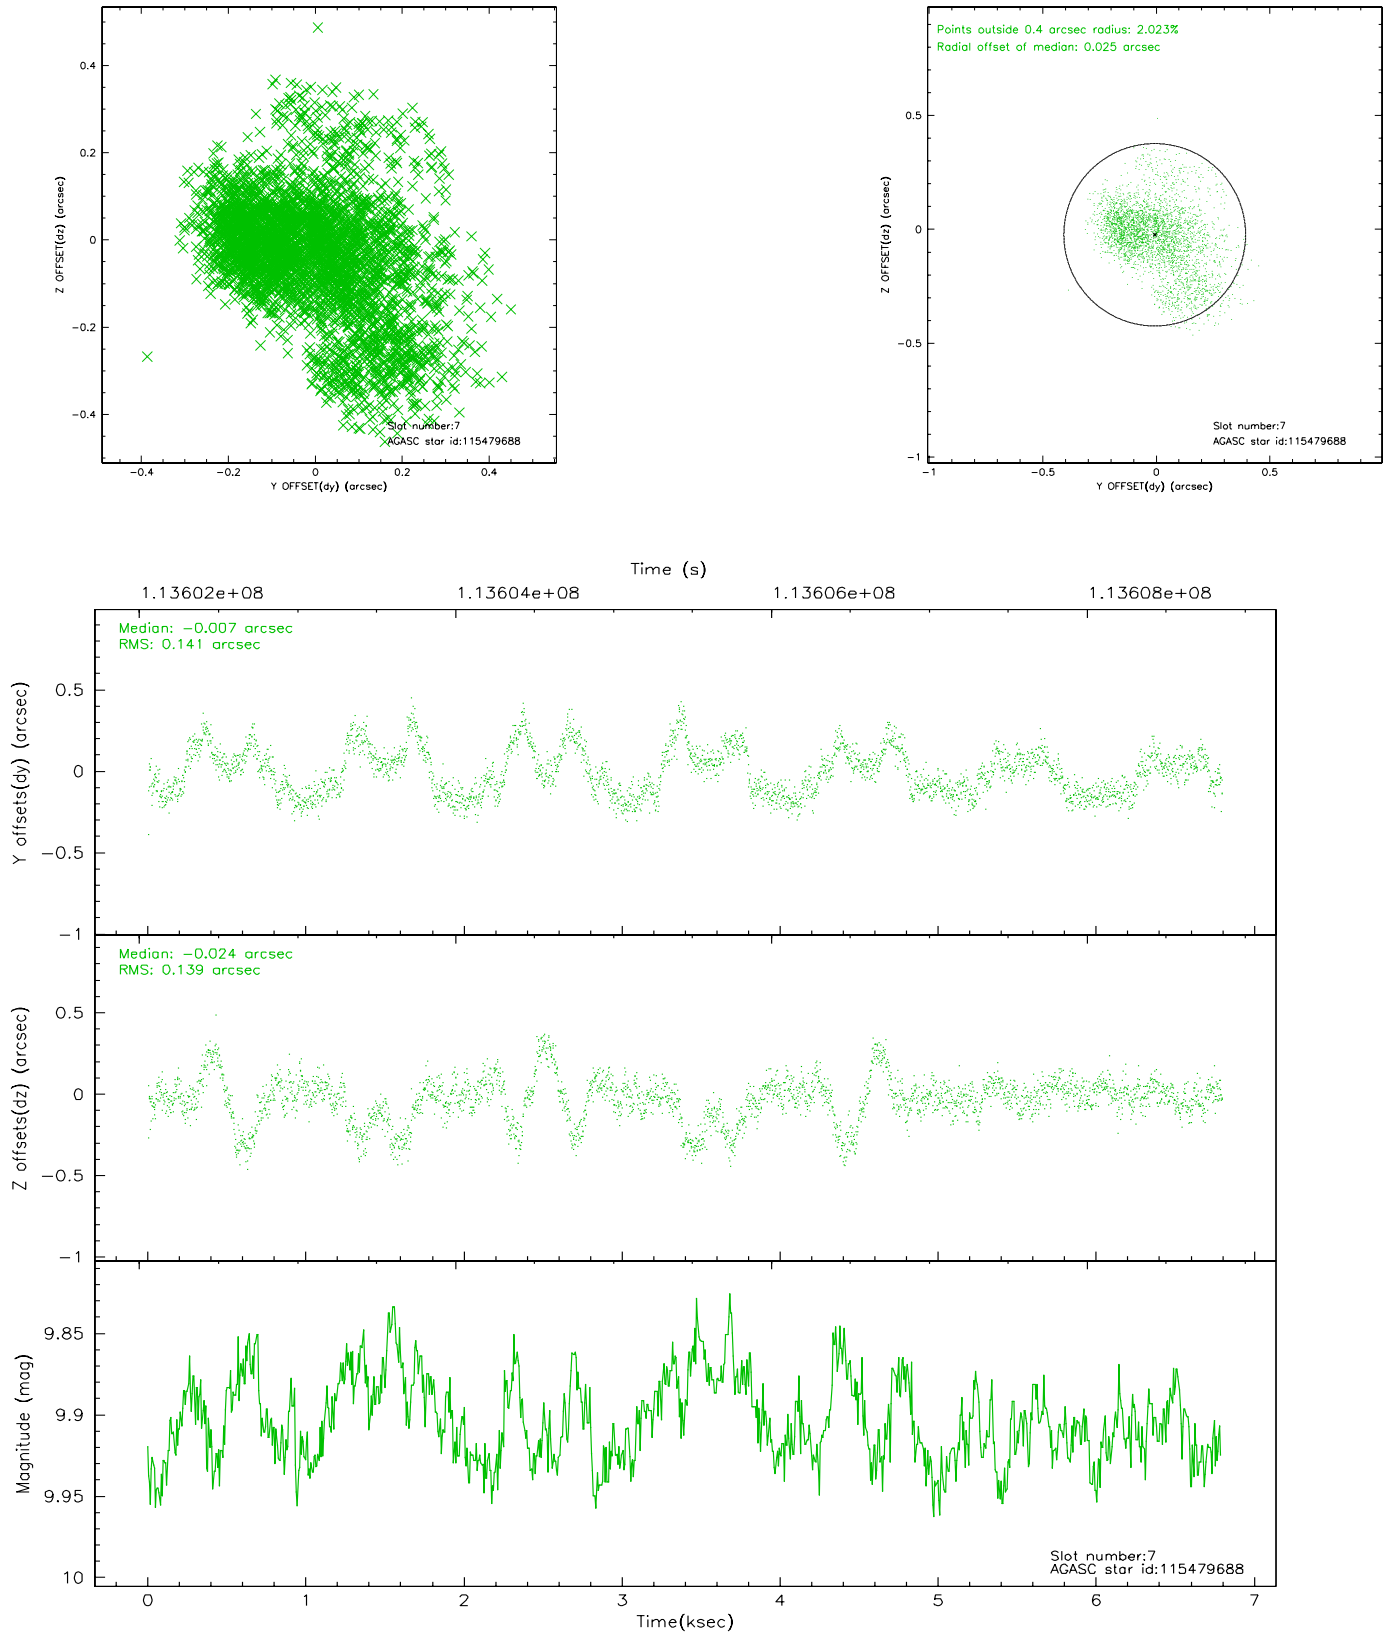 0.4
0.2
0
−0.2
−0.4
Z OFFSET(dz) (arcsec)
Slot number:7
AGASC star id:115479688
−0.4
−0.2
0
0.2
0.4
Y OFFSET(dy) (arcsec)
Points outside 0.4 arcsec radius: 2.023%
Radial offset of median: 0.025 arcsec
0.5
0
−0.5
−1
Z OFFSET(dz) (arcsec)
Slot number:7
AGASC star id:115479688
−1
−0.5
0
0.5
Y OFFSET(dy) (arcsec)
Time (s)
1.13602e+08
1.13604e+08
1.13606e+08
1.13608e+08
Median: −0.007 arcsec
RMS: 0.141 arcsec
0.5
0
−0.5
−1
Y offsets(dy) (arcsec)
Median: −0.024 arcsec
RMS: 0.139 arcsec
0.5
0
−0.5
−1
Z offsets(dz) (arcsec)
9.85
9.9
9.95
10
Magnitude (mag)
Slot number:7
AGASC star id:115479688
0
1
2
3
4
5
6
7
Time(ksec)